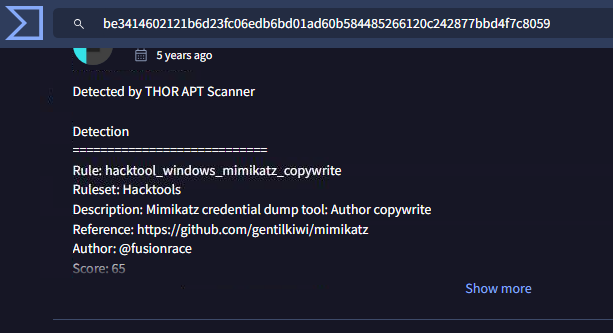 be3414602121b6d23fc06edb6bd01ad60b584485266120c242877bbd4f7c8059
5 years ago
Detected by THOR APT Scanner
Detection
============================
Rule: hacktool_windows_mimikatz_copywrite
Ruleset: Hacktools
Description: Mimikatz credential dump tool: Author copywrite
Reference: https://github.com/gentilkiwi/mimikatz
Author: @fusionrace
Score: 65
Show more